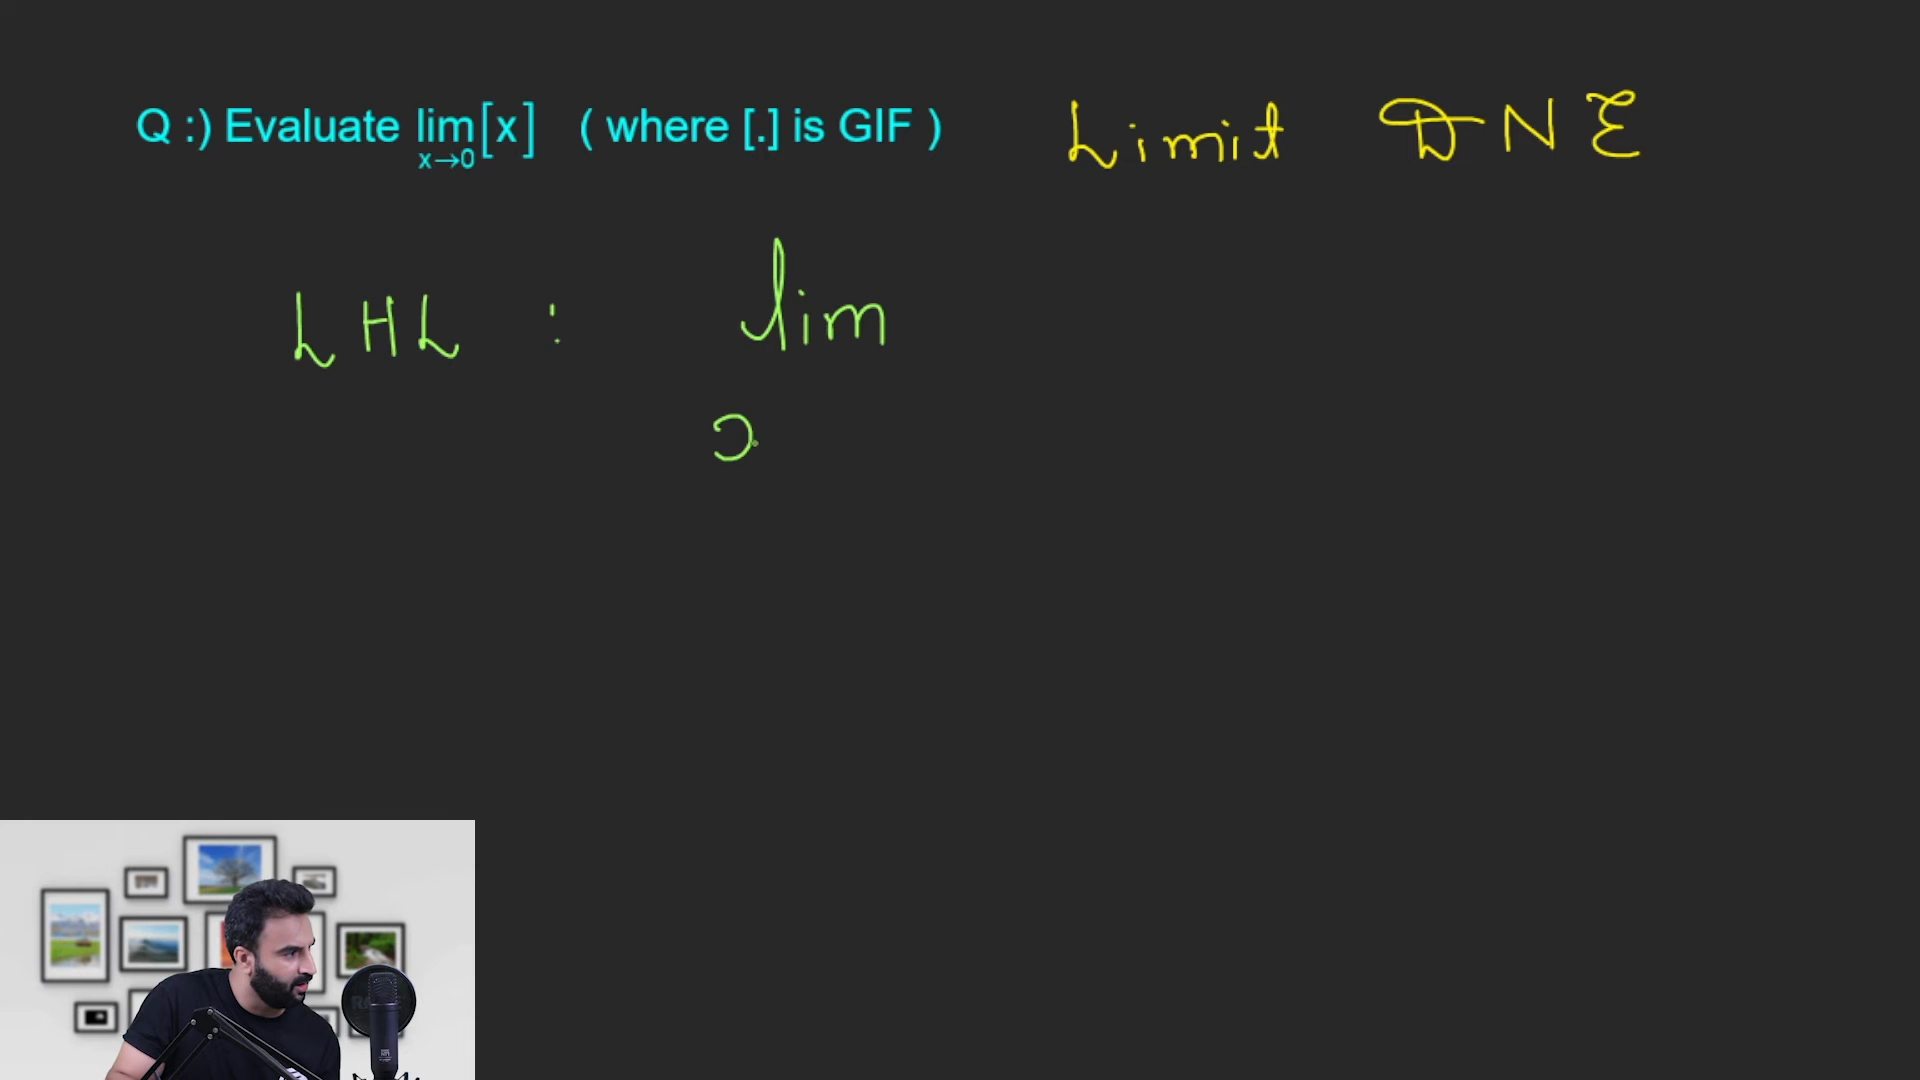 Q :) Evaluate lim [x] ( where [.] is GIF ) Limit DNE
x→0
LHL : lim